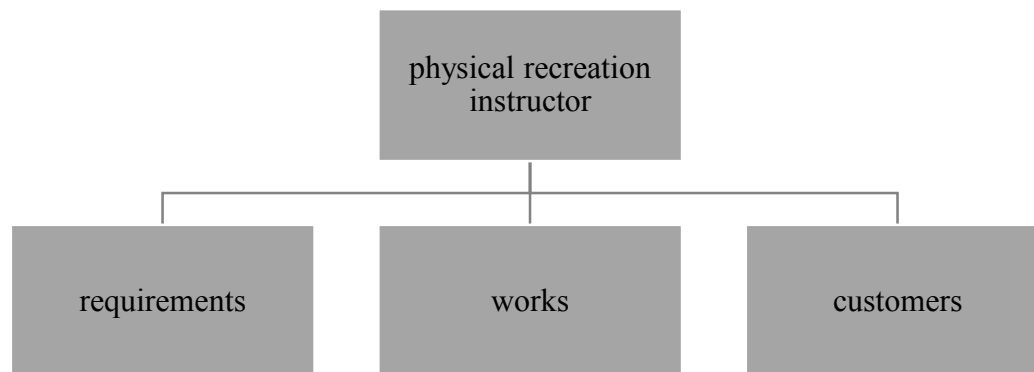 physical recreation
instructor
requirements
works
customers